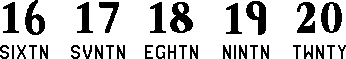 16 17 18 19 20
SIXTN SVNTN EGHTN NINTN TWNTY